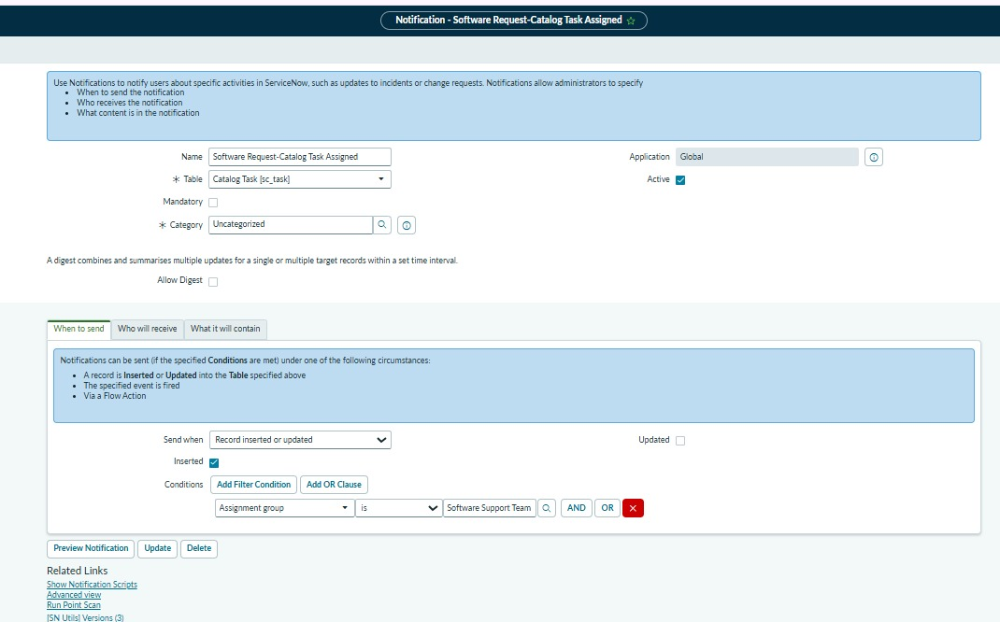 Notification - Software Request-Catalog Task Assigned
Use Notifications to notify users about specific activities in ServiceNow, such as updates to incidents or change requests. Notifications allow administrators to specify
When to send the notification
Who receives the notification
What content is in the notification
Name Software Request-Catalog Task Assigned Application Global
Table Catalog Task [sc_task] Active
Mandatory
Category Uncategorized
A digest combines and summarises multiple updates for a single or multiple target records within a set time interval.
Allow Digest
When to send Who will receive What it will contain
Notifications can be sent (if the specified Conditions are met) under one of the following circumstances:
A record is Inserted or Updated into the Table specified above
The specified event is fired
Via a Flow Action
Send when Record inserted or updated Updated
Inserted
Conditions Add Filter Condition Add OR Clause
Assignment group is Software Support Team AND OR
Preview Notification Update Delete
Related Links
Show Notification Scripts
Advanced view
Run Point Scan
[SN Utils] Versions (3)